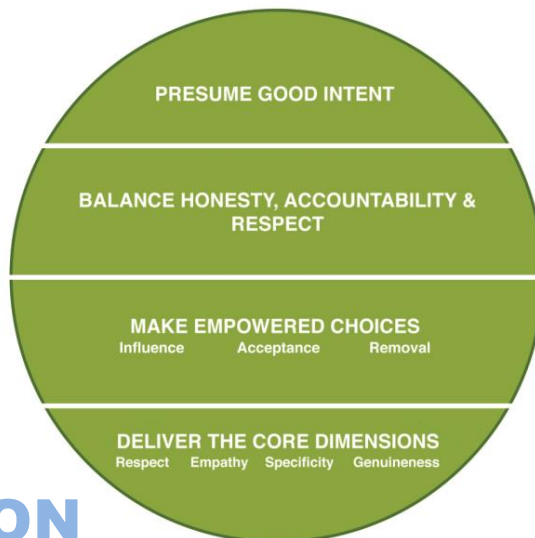 PRESUME GOOD INTENT
BALANCE HONESTY, ACCOUNTABILITY &
RESPECT
MAKE EMPOWERED CHOICES
Influence Acceptance Removal
DELIVER THE CORE DIMENSIONS
Respect Empathy Specificity Genuineness
ON